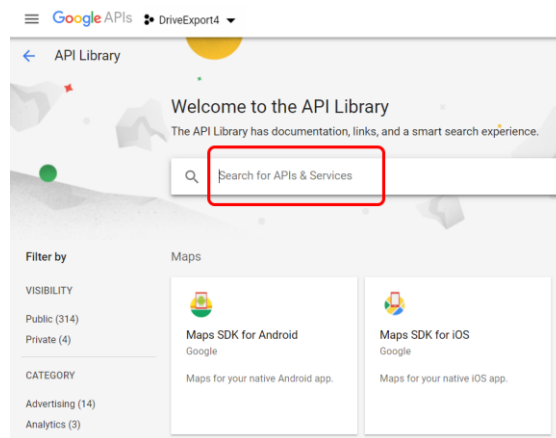 Google APIs DriveExport4
API Library
Welcome to the API Library
The API Library has documentation, links, and a smart search experience.
Search for APIs & Services
Filter by
VISIBILITY
Public (314)
Private (4)
CATEGORY
Advertising (14)
Analytics (3)
Maps
Maps SDK for Android
Google
Maps for your native Android app.
Maps SDK for iOS
Google
Maps for your native iOS app.